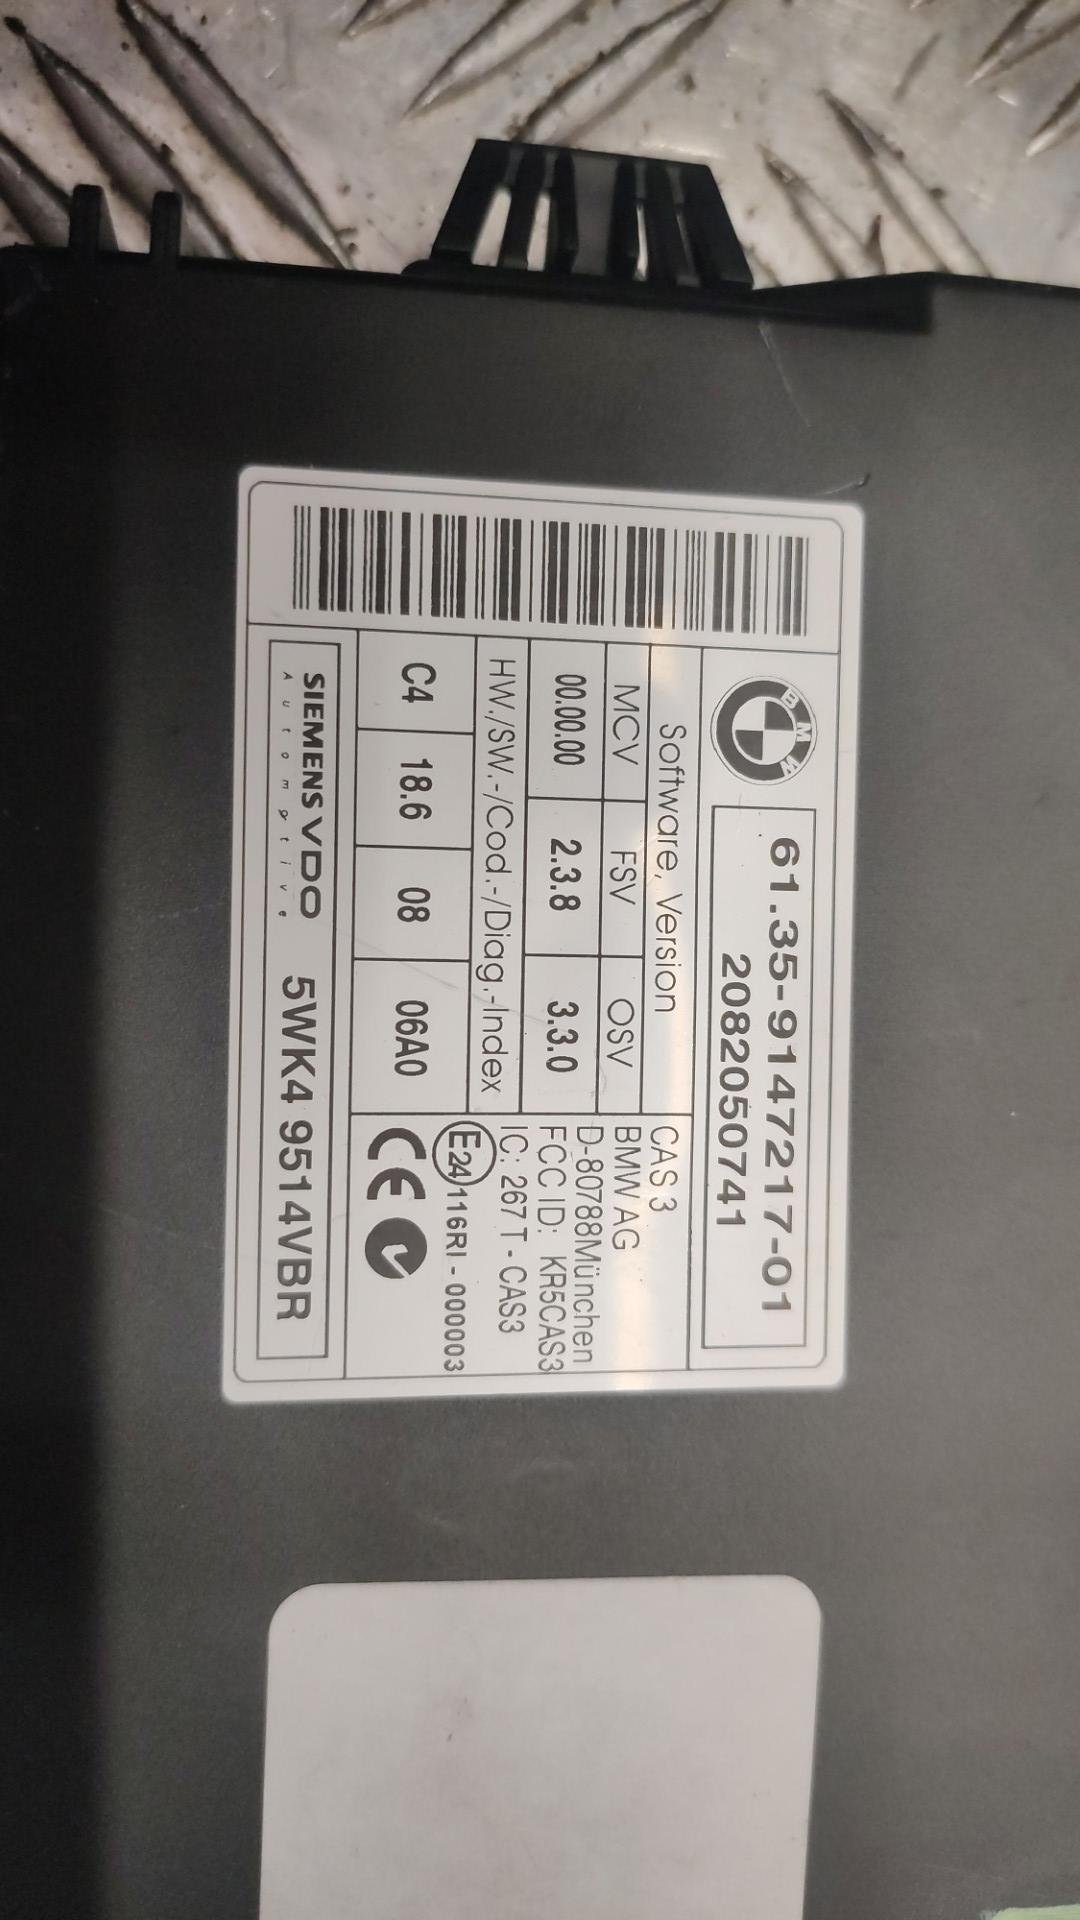 BMW
61.35-9147217-01
2082050741
Software, Version
MCV FSV OSV
00.00.00 2.3.8 3.3.0
HW./SW.-/Cod.-/Diag.-Index
C4 18.6 08 06A0
CAS 3
BMW AG
D-80788München
FCC ID: KR5CAS3
IC: 267 T - CAS3
E24 116RI - 000003
CE
SIEMENS VDO
Automotive
5WK4 9514VBR